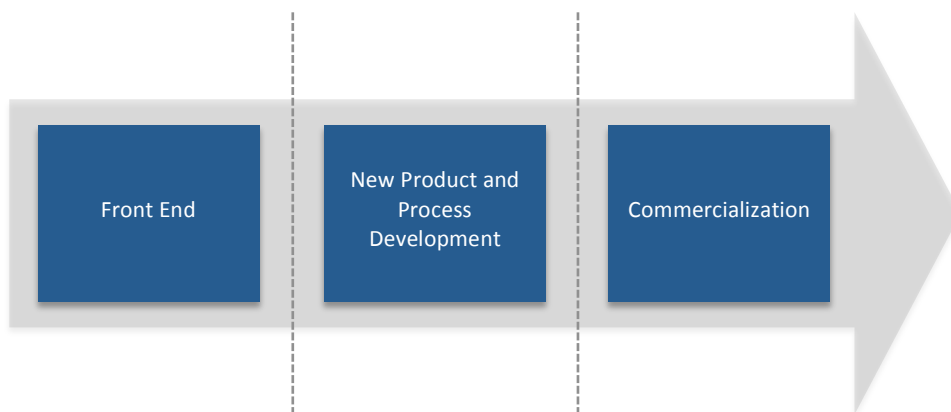 Front End
New Product and
Process
Development
Commercialization